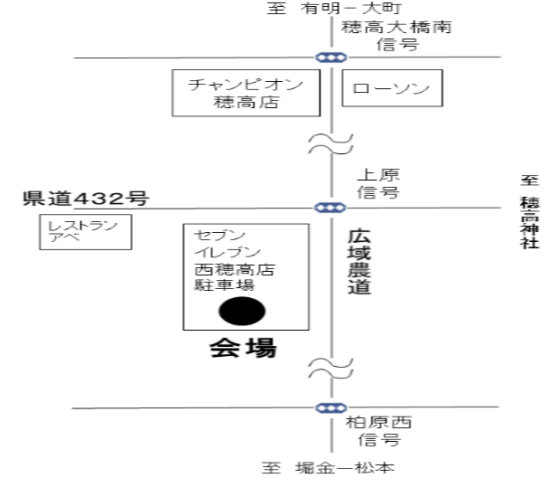 至 有明－大町
穂高大橋南
信号
チャンピオン
穂高店
ローソン
上原
信号
至 穂高神社
県道432号
レストラン
アベ
セブン
イレブン
西穂高店
駐車場
広域農道
会場
柏原西
信号
至 堀金－松本